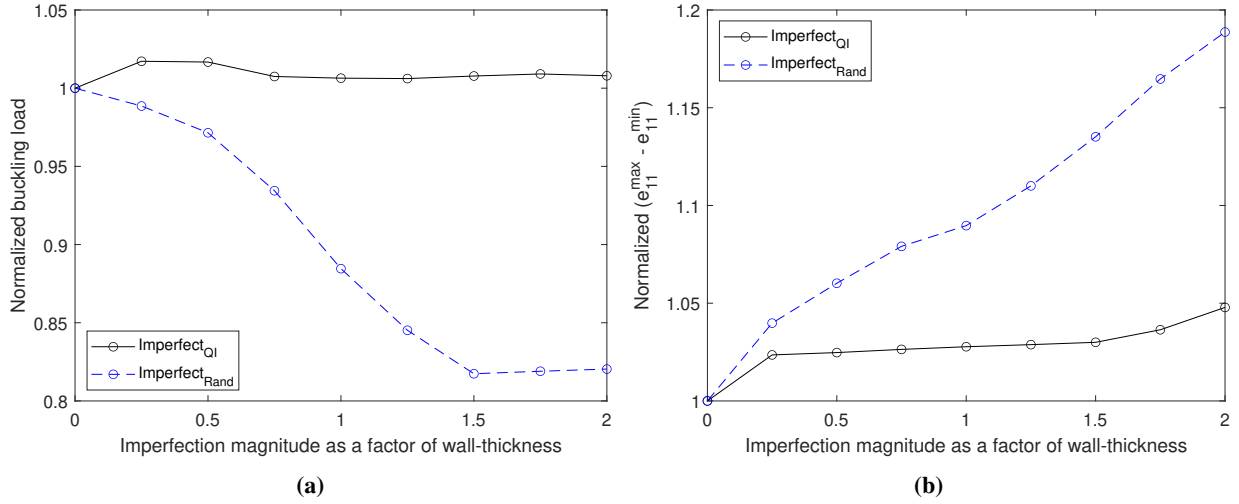 1.05
1
0.95
0.9
0.85
0.8
Normalized buckling load
Imperfect_QI
Imperfect_Rand
0 0.5 1 1.5 2
Imperfection magnitude as a factor of wall-thickness
(a)
1.2
1.15
1.1
1.05
1
Normalized (e_11^max - e_11^min)
Imperfect_QI
Imperfect_Rand
0 0.5 1 1.5 2
Imperfection magnitude as a factor of wall-thickness
(b)